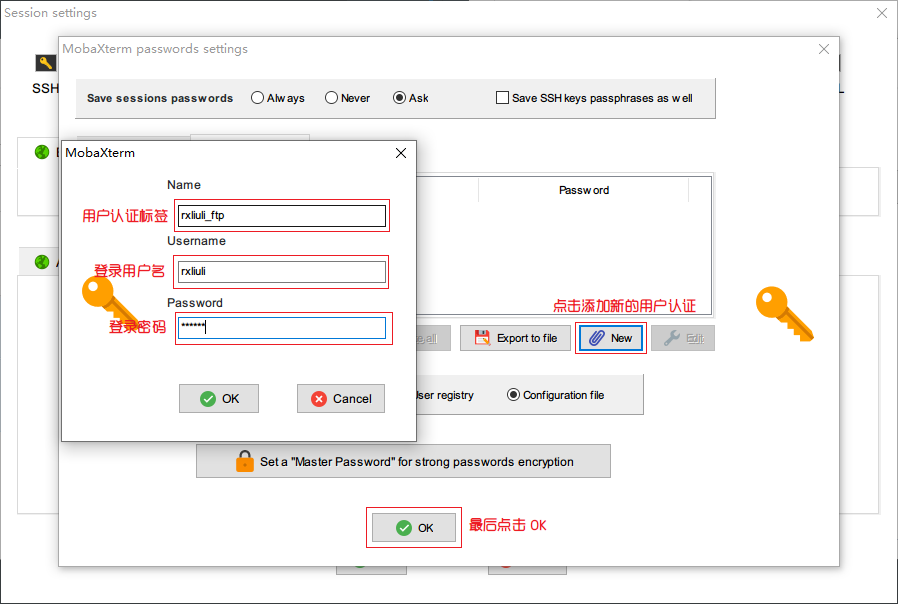 Session settings
MobaXterm passwords settings
SSH
Save sessions passwords
Always
Never
Ask
Save SSH keys passphrases as well
MobaXterm
Name
用户认证标签
rxliuli_ftp
Username
登录用户名
rxliuli
Password
登录密码
******
OK
Cancel
Password
点击添加新的用户认证
Export to file
New
Edit
registry
Configuration file
Set a "Master Password" for strong passwords encryption
OK
最后点击 OK